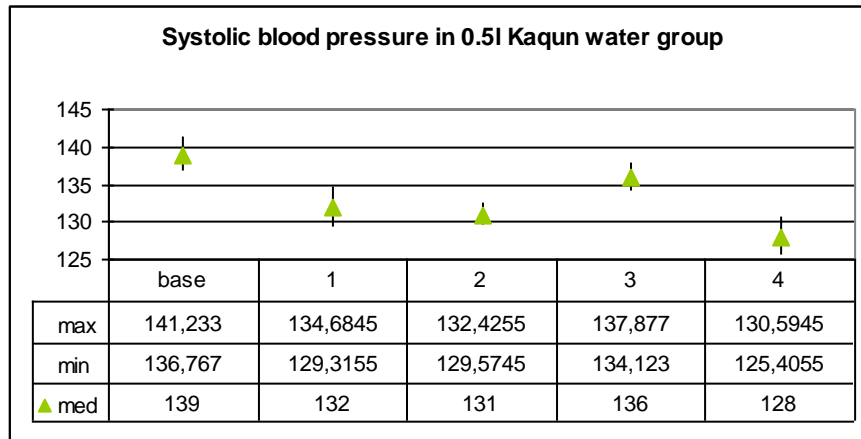 Systolic blood pressure in 0.5l Kaqun water group
145
140
135
130
125
base 1 2 3 4
max 141,233 134,6845 132,4255 137,877 130,5945
min 136,767 129,3155 129,5745 134,123 125,4055
med 139 132 131 136 128